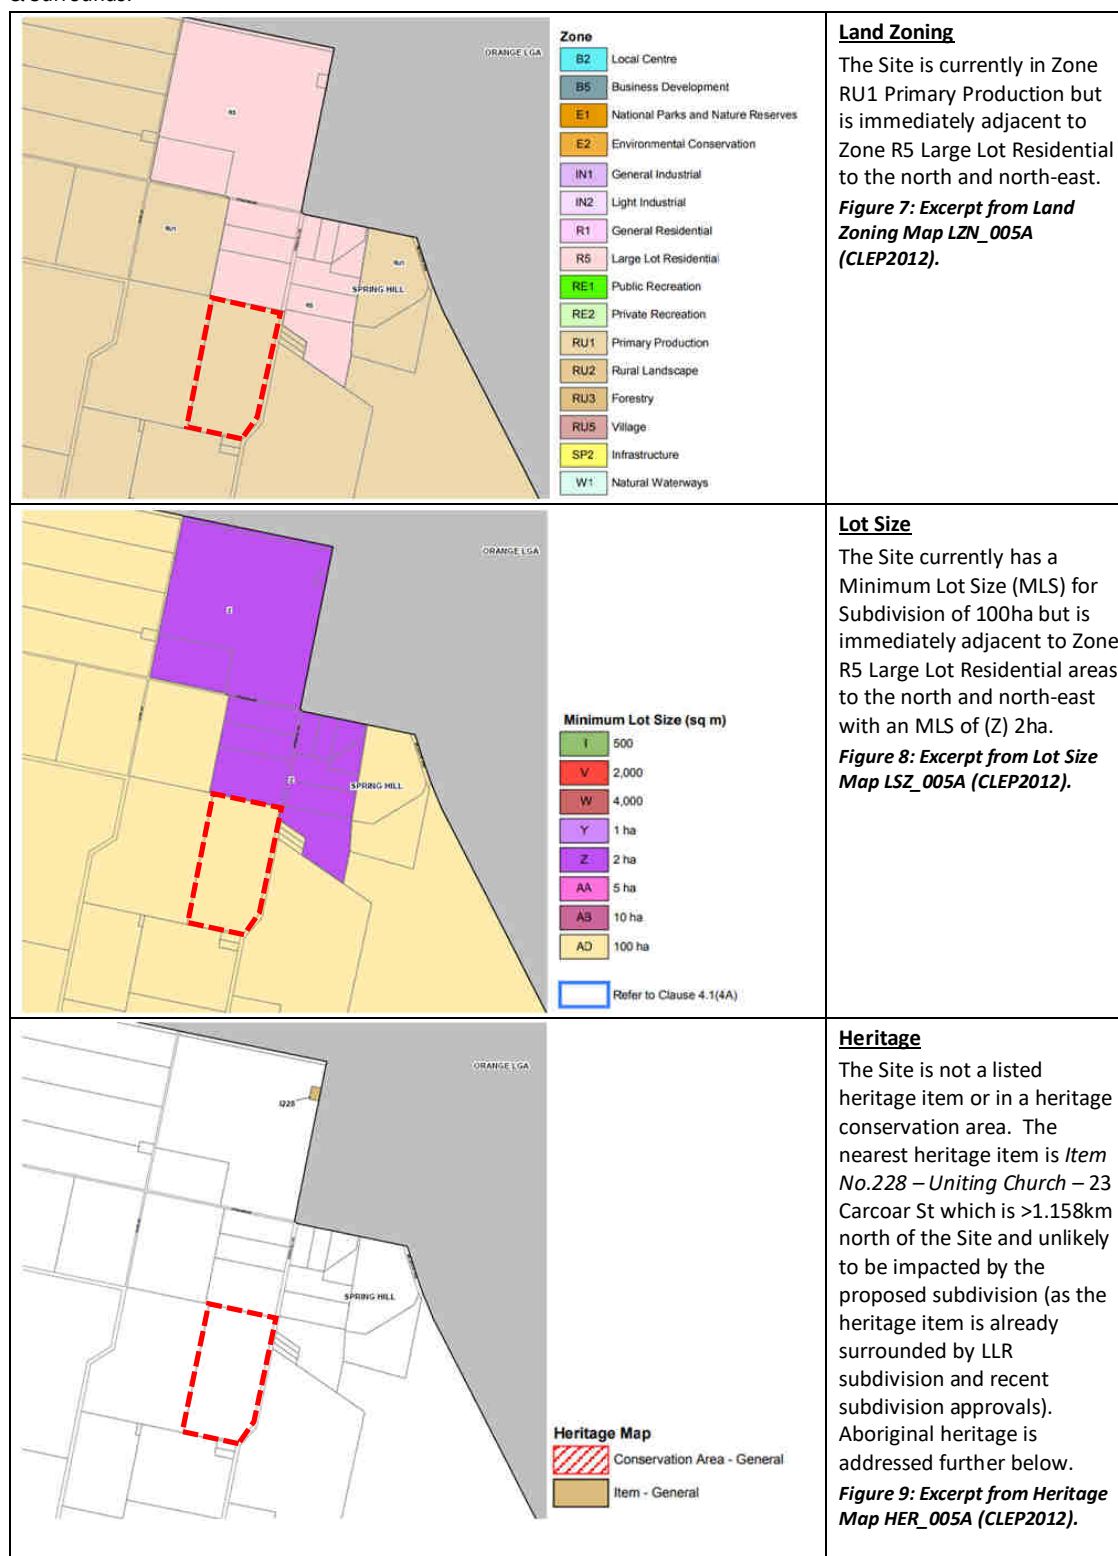 & Surrounds.
ORANGE LGA
R5
RU1
RU1
SPRING HILL
R5
Zone
B2 Local Centre
B5 Business Development
E1 National Parks and Nature Reserves
E2 Environmental Conservation
IN1 General Industrial
IN2 Light Industrial
R1 General Residential
R5 Large Lot Residential
RE1 Public Recreation
RE2 Private Recreation
RU1 Primary Production
RU2 Rural Landscape
RU3 Forestry
RU5 Village
SP2 Infrastructure
W1 Natural Waterways
Land Zoning
The Site is currently in Zone
RU1 Primary Production but
is immediately adjacent to
Zone R5 Large Lot Residential
to the north and north-east.
Figure 7: Excerpt from Land
Zoning Map LZN_005A
(CLEP2012).
ORANGE LGA
Z
Z
SPRING HILL
Minimum Lot Size (sq m)
I 500
V 2,000
W 4,000
Y 1 ha
Z 2 ha
AA 5 ha
AB 10 ha
AD 100 ha
Refer to Clause 4.1(4A)
Lot Size
The Site currently has a
Minimum Lot Size (MLS) for
Subdivision of 100ha but is
immediately adjacent to Zone
R5 Large Lot Residential areas
to the north and north-east
with an MLS of (Z) 2ha.
Figure 8: Excerpt from Lot Size
Map LSZ_005A (CLEP2012).
ORANGE LGA
I228
SPRING HILL
Heritage Map
Conservation Area - General
Item - General
Heritage
The Site is not a listed
heritage item or in a heritage
conservation area. The
nearest heritage item is Item
No.228 – Uniting Church – 23
Carcoar St which is >1.158km
north of the Site and unlikely
to be impacted by the
proposed subdivision (as the
heritage item is already
surrounded by LLR
subdivision and recent
subdivision approvals).
Aboriginal heritage is
addressed further below.
Figure 9: Excerpt from Heritage
Map HER_005A (CLEP2012).